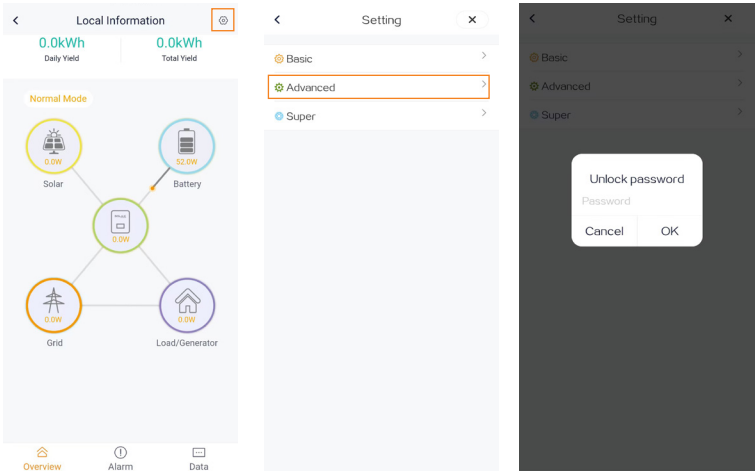 Local Information
0.0kWh 0.0kWh
Daily Yield Total Yield
Normal Mode
0.0W 52.0W
Solar Battery
0.0W
0.0W 0.0W
Grid Load/Generator
Overview Alarm Data
Setting
Basic
Advanced
Super
Setting
Basic
Advanced
Super
Unlock password
Password
Cancel OK